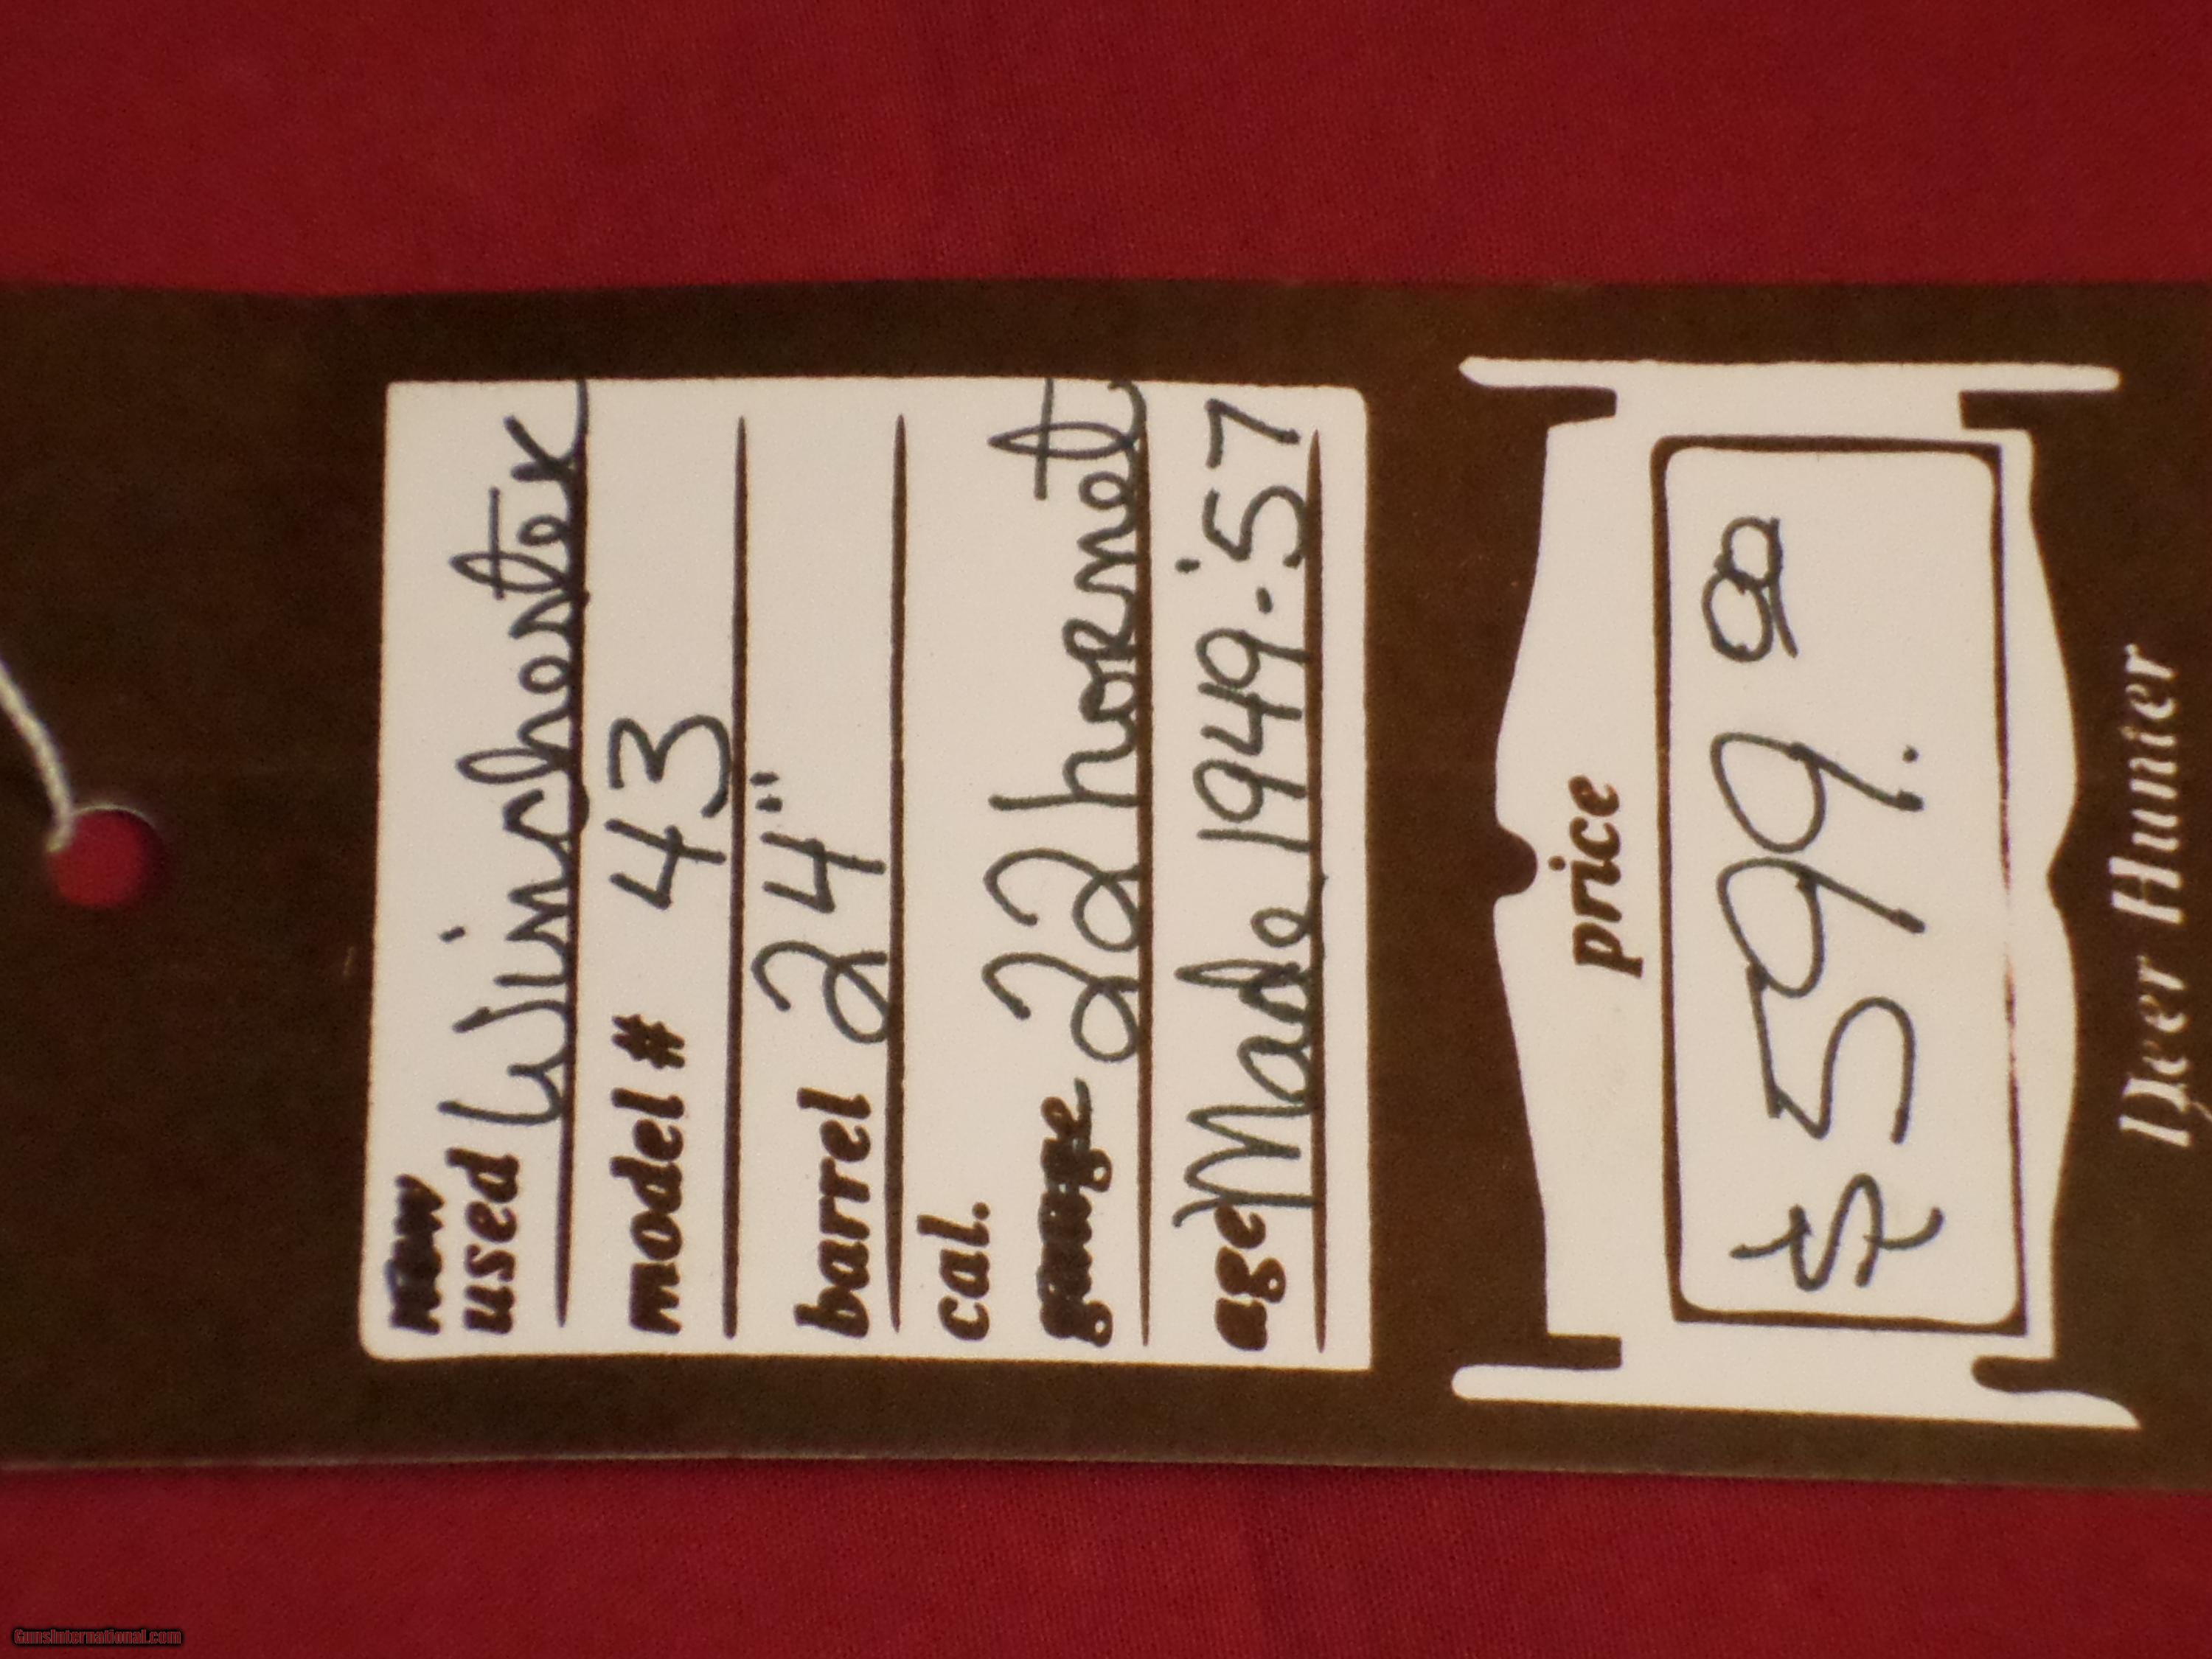 new
used Winchester
model # 43
barrel 24"
cal.
gauge 22 hornet
age Made 1949-'57
price
$599.00
Deer Hunter
GunsInternational.com